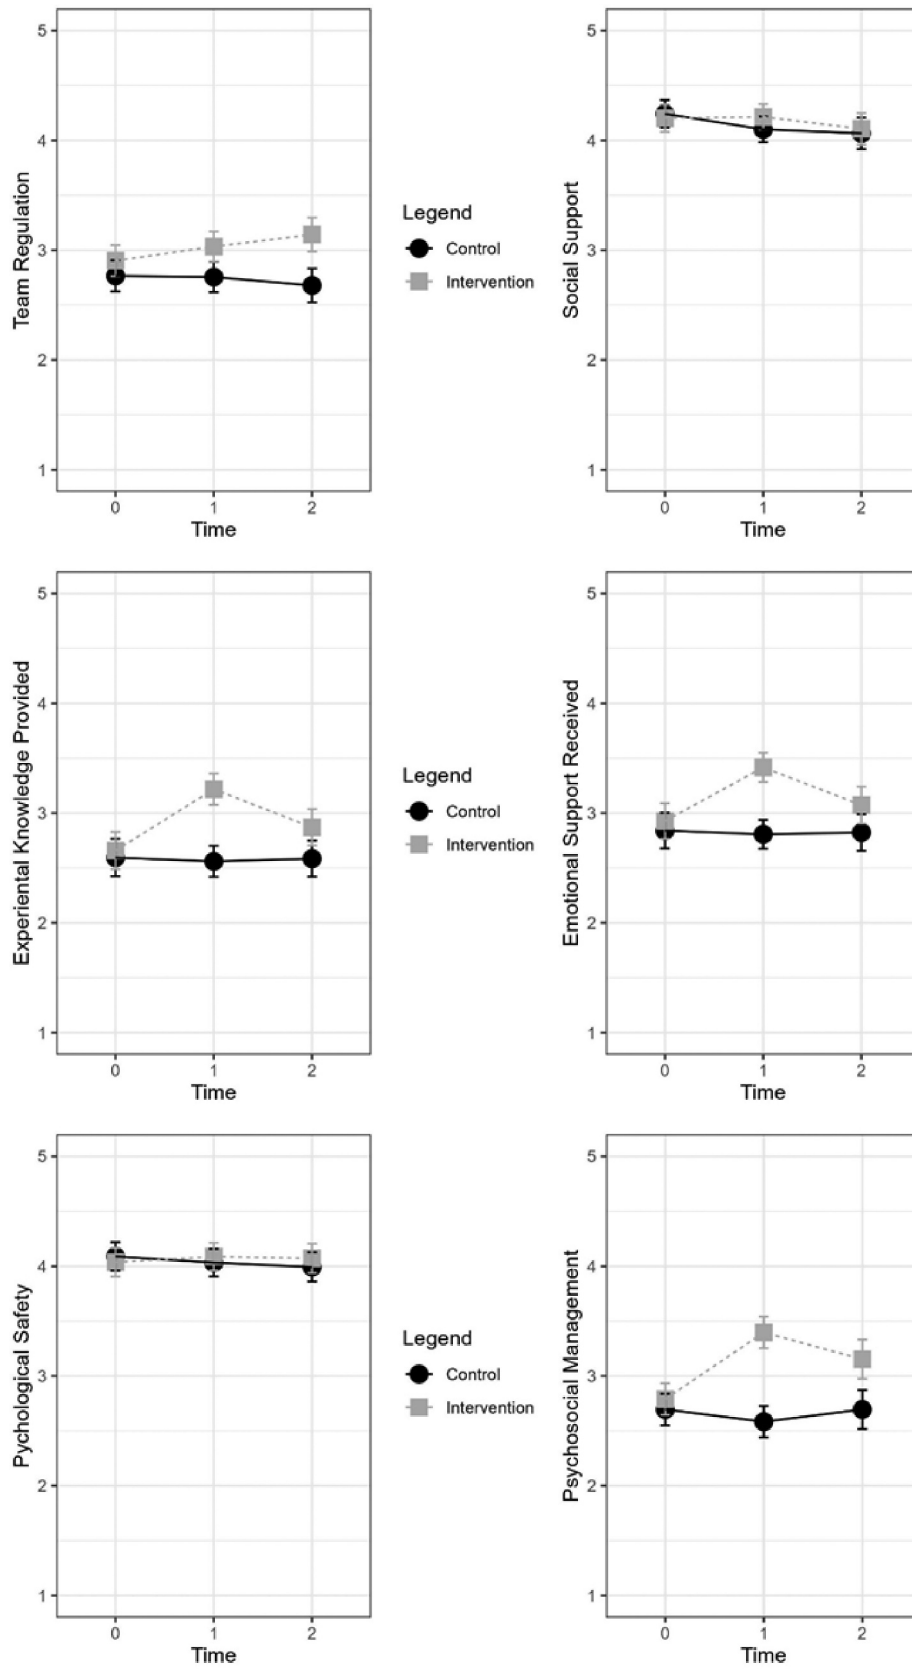 5
4
3
2
1
Team Regulation
0 1 2
Time
Legend
Control
Intervention
5
4
3
2
1
Social Support
0 1 2
Time
5
4
3
2
1
Experiental Knowledge Provided
0 1 2
Time
Legend
Control
Intervention
5
4
3
2
1
Emotional Support Received
0 1 2
Time
5
4
3
2
1
Pychological Safety
0 1 2
Time
Legend
Control
Intervention
5
4
3
2
1
Psychosocial Management
0 1 2
Time